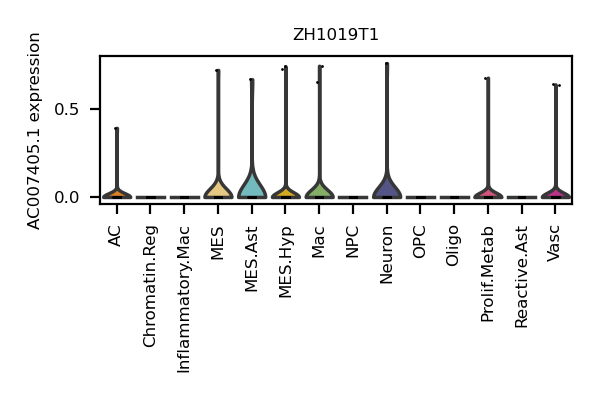 ZH1019T1
AC007405.1 expression
0.5
0.0
AC
Chromatin.Reg
Inflammatory.Mac
MES
MES.Ast
MES.Hyp
Mac
NPC
Neuron
OPC
Oligo
Prolif.Metab
Reactive.Ast
Vasc